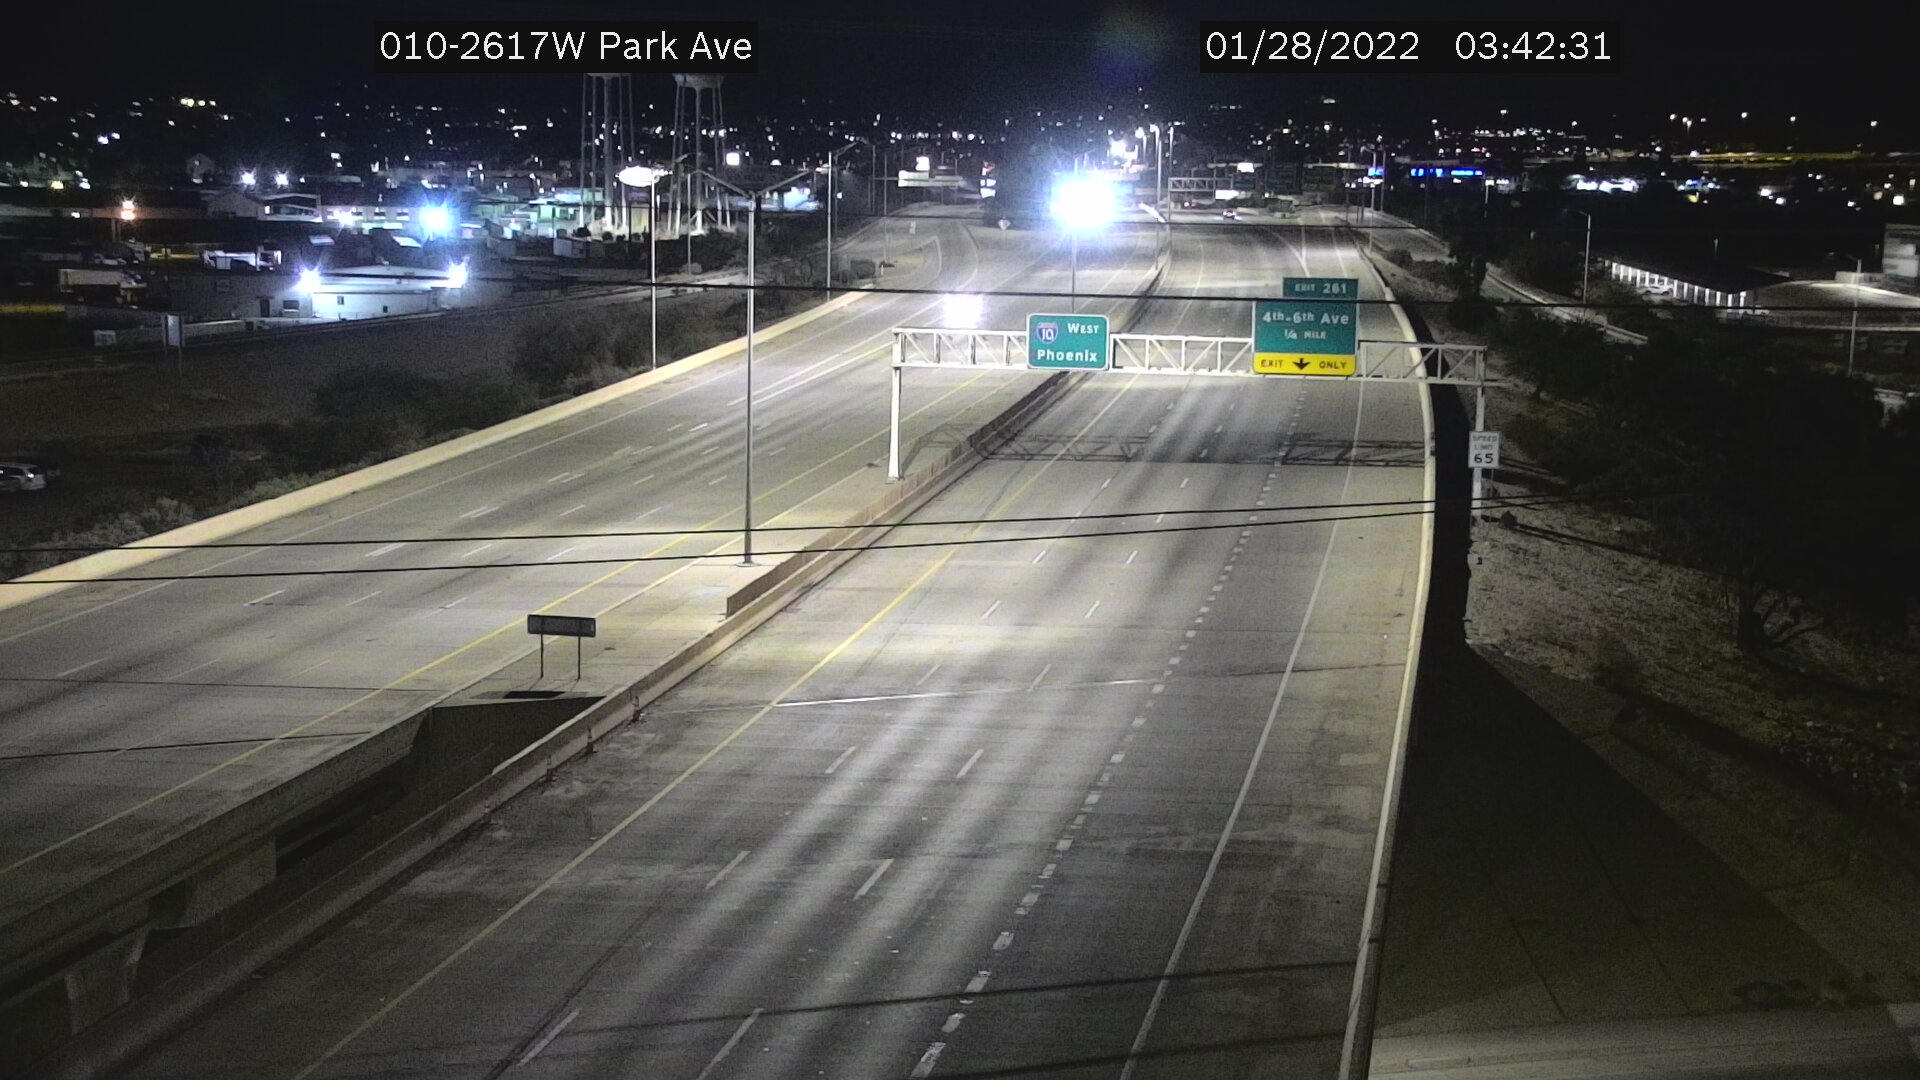 010-2617W Park Ave
01/28/2022 03:42:31
EXIT 261
4th-6th Ave
1/4 MILE
EXIT ONLY
10 WEST
Phoenix
SPEED
LIMIT
65